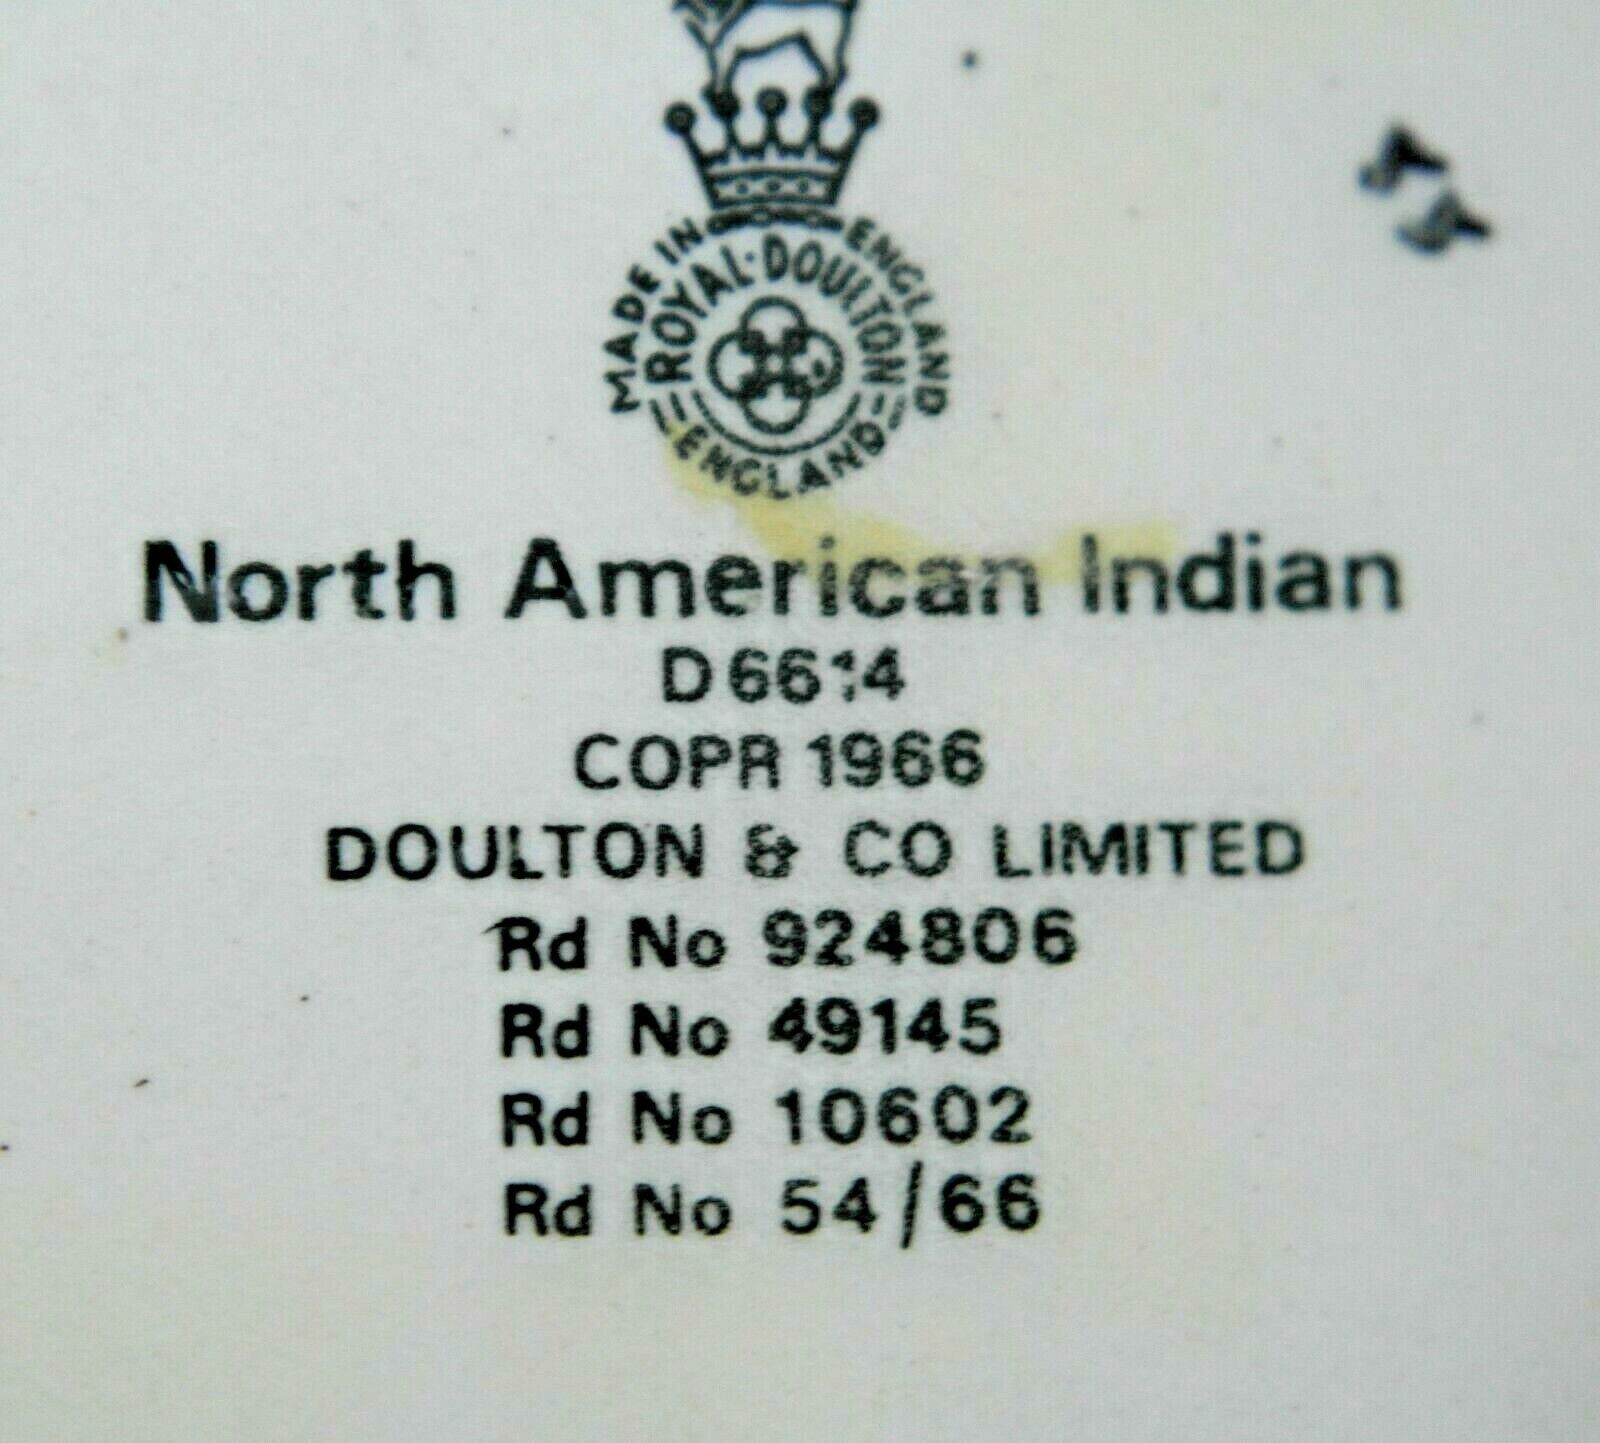 MADE IN ENGLAND
ROYAL·DOULTON
ENGLAND
North American Indian
D 6614
COPR 1966
DOULTON & CO LIMITED
Rd No 924806
Rd No 49145
Rd No 10602
Rd No 54/66